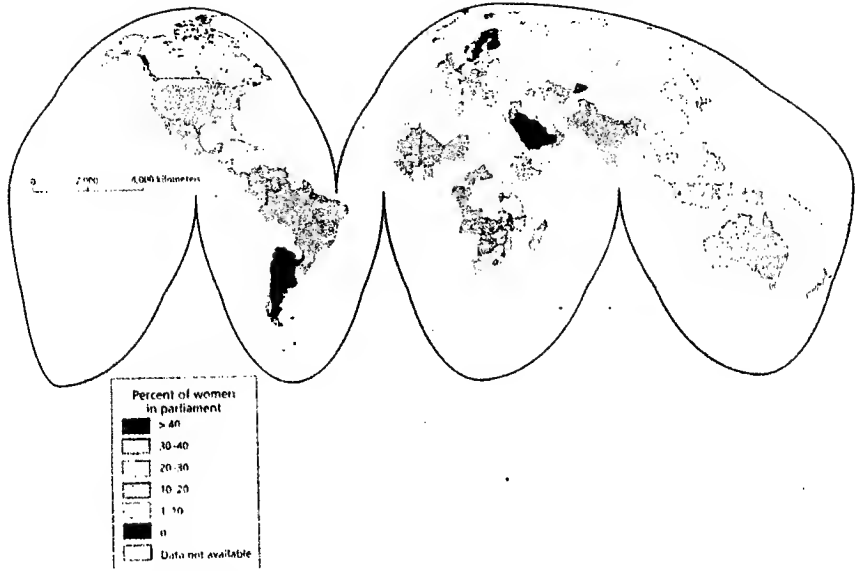 0 2,000 4,000 kilometers
Percent of women
in parliament
> 40
30-40
20-30
10-20
1-10
0
Data not available